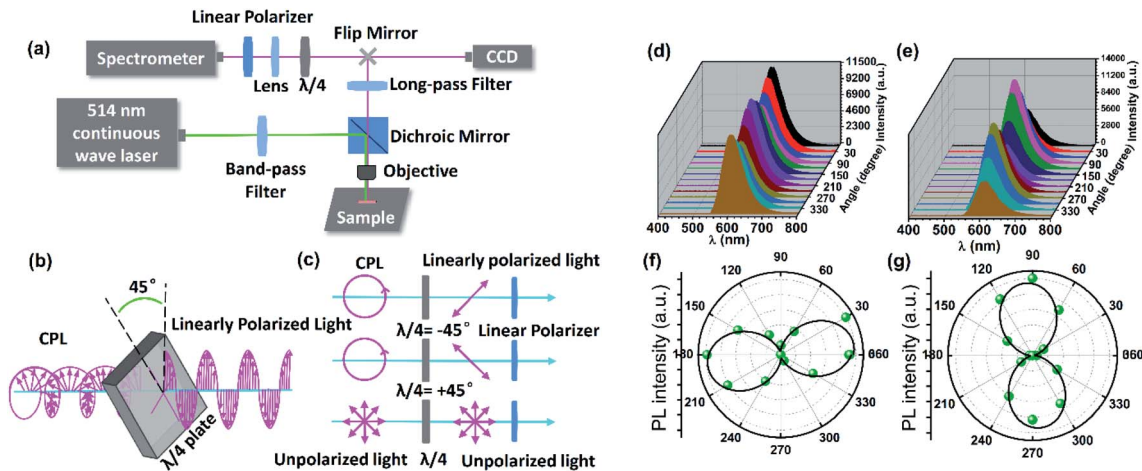 (a)
Linear Polarizer
Flip Mirror
Spectrometer
CCD
Lens
λ/4
Long-pass Filter
514 nm
continuous
wave laser
Dichroic Mirror
Band-pass
Filter
Objective
Sample
(b)
45°
CPL
Linearly Polarized Light
λ/4 plate
(c)
CPL
Linearly polarized light
λ/4= -45°
Linear Polarizer
λ/4= +45°
Unpolarized light
λ/4
Unpolarized light
(d)
11500
9200
6900
4600
2300
0
Intensity (a.u.)
30
90
150
210
270
330
Angle (degree)
400 500 600 700 800
λ (nm)
(e)
14000
11200
8400
5600
2800
0
Intensity (a.u.)
30
90
150
210
270
330
Angle (degree)
400 500 600 700 800
λ (nm)
(f)
PL intensity (a.u.)
90
120
60
150
30
180
0
360
210
330
240
300
(g)
PL intensity (a.u.)
90
120
60
150
30
180
0
360
210
330
240
300